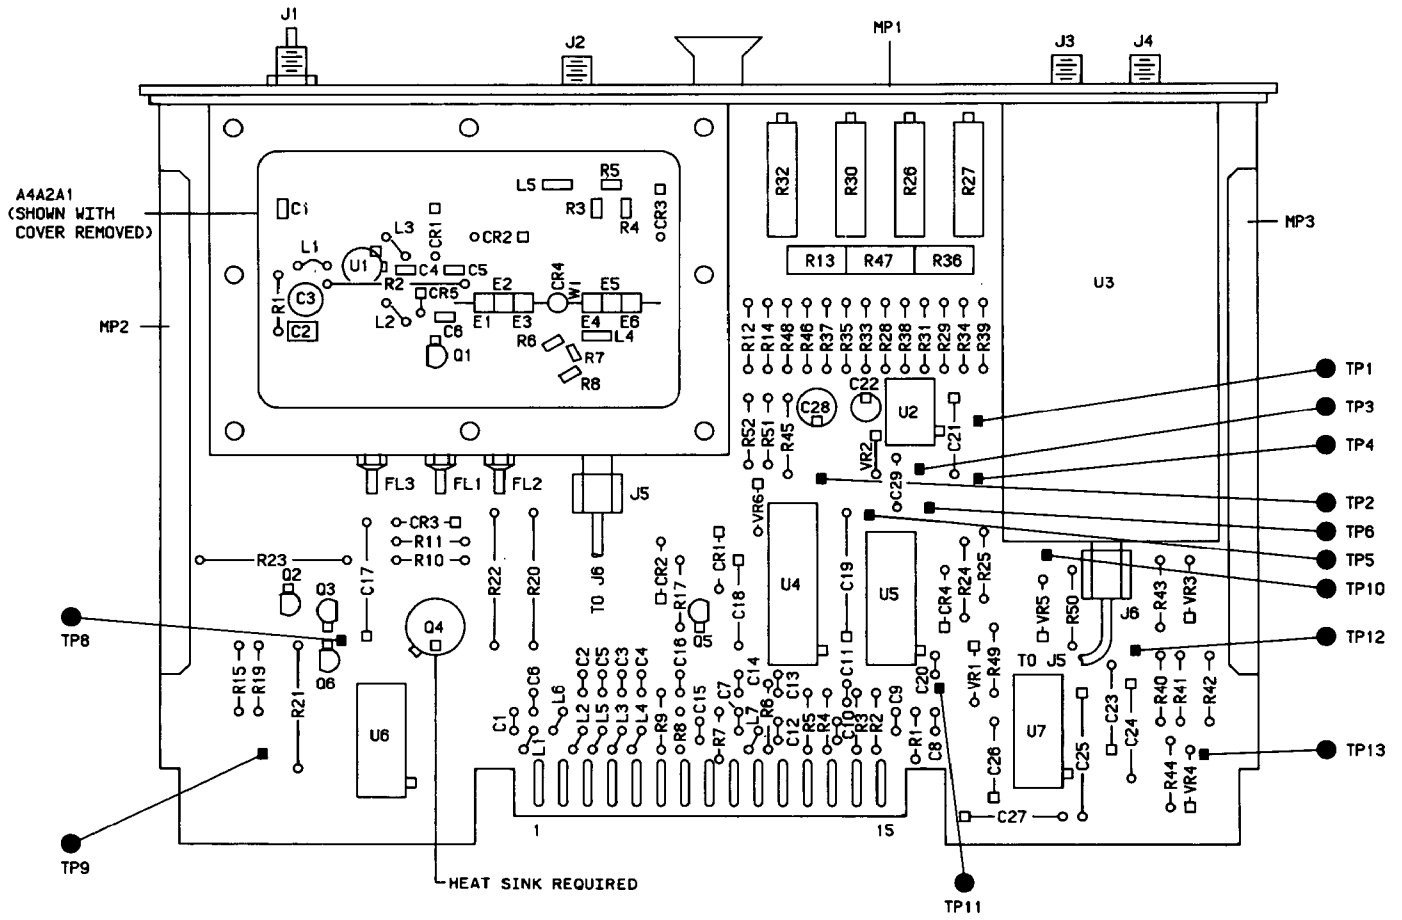 J1
J2
MP1
J3
J4
A4A2A1
(SHOWN WITH
COVER REMOVED)
MP2
MP3
C1
L5
R5
R3
R4
CR3
L3
CR1
CR2
L1
U1
C4
C5
R2
CR4
W1
R1
C3
C2
CR5
L2
C6
E2
E5
E1
E3
E4
E6
Q1
L4
R6
R7
R8
R32
R30
R26
R27
R13
R47
R36
U3
R12
R14
R48
R46
R37
R35
R33
R28
R38
R31
R29
R34
R39
R52
R51
R45
C28
C22
U2
C21
VR2
C29
VR6
TP1
TP3
TP4
TP2
TP6
TP5
TP10
TP12
TP13
FL3
FL1
FL2
J5
CR3
R11
R10
R23
Q2
Q3
C17
R22
R20
TO J6
CR2
R17
CR1
C18
Q5
U4
C19
U5
CR4
R24
R25
VR5
R50
J6
R43
VR3
TO J5
TP8
Q4
Q6
R15
R19
R21
U6
C6
L6
C1
L1
C2
C5
C3
C4
L2
L5
L3
L4
R9
C16
R8
C15
C7
R7
C14
L7
R6
C13
C12
R5
R4
C11
C10
R3
R2
C9
R1
C20
C8
VR1
R49
C26
U7
C25
C23
C24
R40
R41
R42
R44
VR4
C27
1
15
TP9
HEAT SINK REQUIRED
TP11